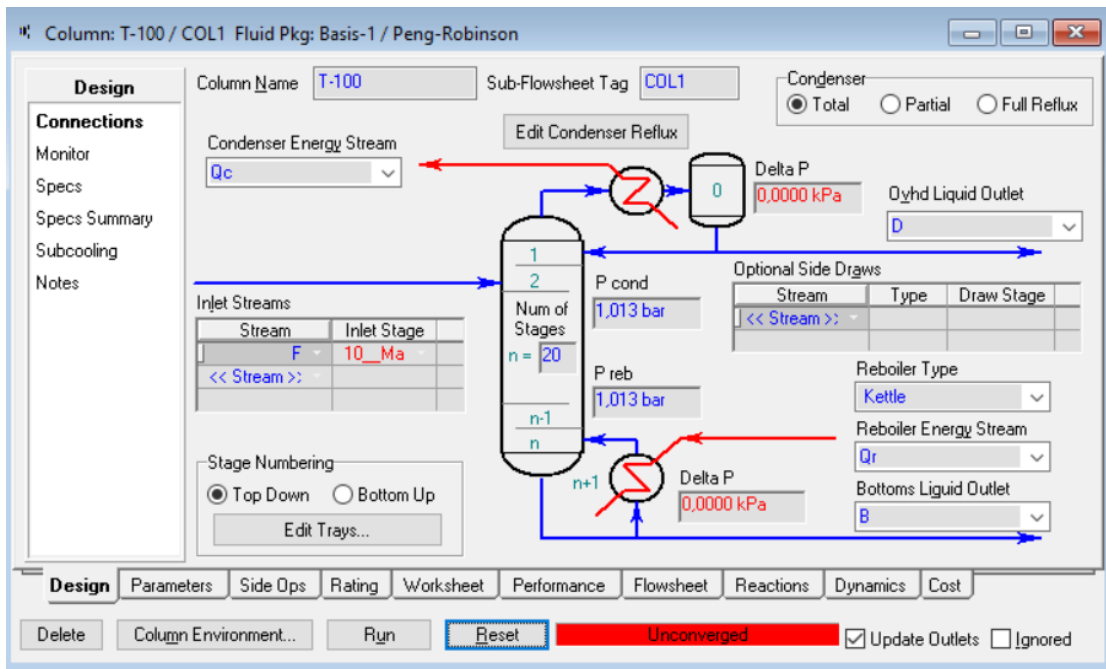 Column: T-100 / COL1 Fluid Pkg: Basis-1 / Peng-Robinson
Design
Connections
Monitor
Specs
Specs Summary
Subcooling
Notes
Column Name T-100
Sub-Flowsheet Tag COL1
Condenser
Total Partial Full Reflux
Edit Condenser Reflux
Condenser Energy Stream
Qc
0
Delta P
0,0000 kPa
Ovhd Liquid Outlet
D
1
2
Num of
Stages
n = 20
n-1
n
n+1
P cond
1,013 bar
P reb
1,013 bar
Optional Side Draws
Stream Type Draw Stage
<< Stream >>
Inlet Streams
Stream Inlet Stage
F 10__Ma
<< Stream >>
Reboiler Type
Kettle
Reboiler Energy Stream
Qr
Delta P
0,0000 kPa
Bottoms Liquid Outlet
B
Stage Numbering
Top Down Bottom Up
Edit Trays...
Design Parameters Side Ops Rating Worksheet Performance Flowsheet Reactions Dynamics Cost
Delete Column Environment... Run Reset Unconverged Update Outlets Ignored